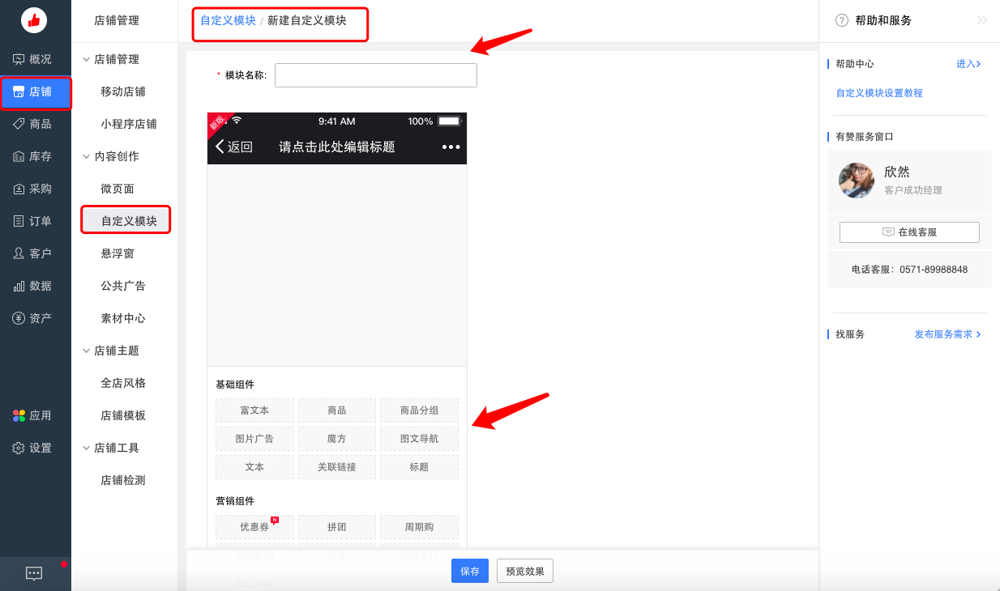 店铺管理
自定义模块 / 新建自定义模块
? 帮助和服务
概况
店铺
商品
库存
采购
订单
客户
数据
资产
应用
设置
店铺管理
移动店铺
小程序店铺
内容创作
微页面
自定义模块
悬浮窗
公共广告
素材中心
店铺主题
全店风格
店铺模板
店铺工具
店铺检测
* 模块名称:
新版
9:41 AM
100%
返回
请点击此处编辑标题
基础组件
富文本 商品 商品分组
图片广告 魔方 图文导航
文本 关联链接 标题
营销组件
优惠券 N 拼团 周期购
保存 预览效果
帮助中心 进入
自定义模块设置教程
有赞服务窗口
欣然
客户成功经理
在线客服
电话客服：0571-89988848
找服务 发布服务需求